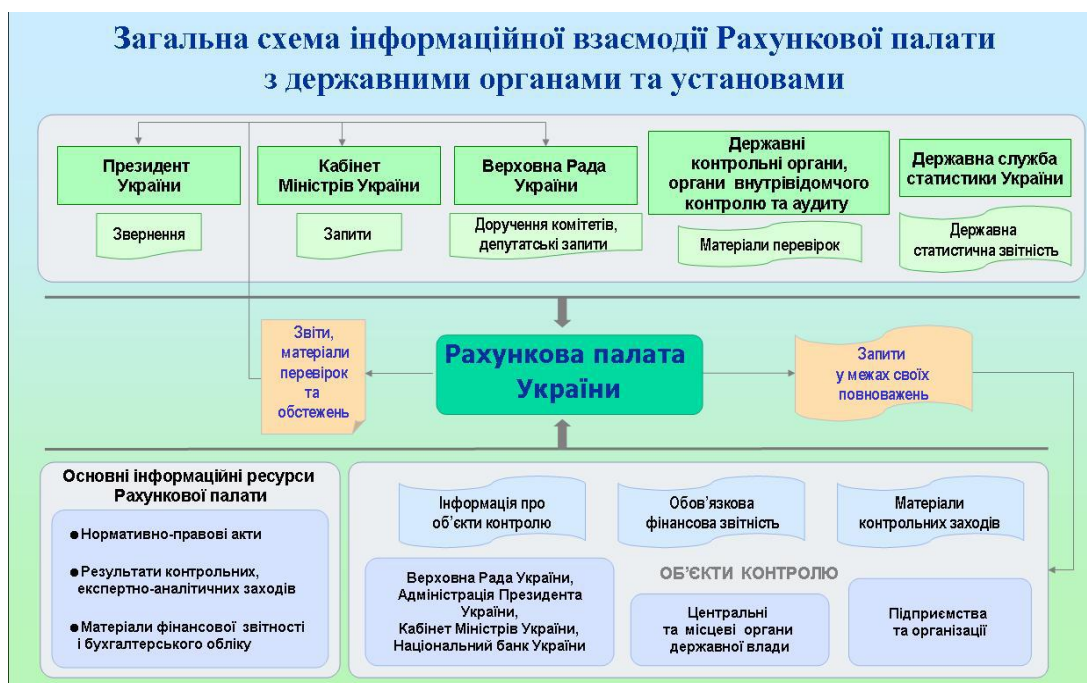 Загальна схема інформаційної взаємодії Рахункової палати
з державними органами та установами
Президент
України
Кабінет
Міністрів України
Верховна Рада
України
Державні
контрольні органи,
органи внутрівідомчого
контролю та аудиту
Державна служба
статистики України
Звернення
Запити
Доручення комітетів,
депутатські запити
Матеріали перевірок
Державна
статистична звітність
Звіти,
матеріали
перевірок
та
обстежень
Рахункова палата
України
Запити
у межах своїх
повноважень
Основні інформаційні ресурси
Рахункової палати
● Нормативно-правові акти
● Результати контрольних,
експертно-аналітичних заходів
● Матеріали фінансової звітності
і бухгалтерського обліку
Інформація про
об’єкти контролю
Обов’язкова
фінансова звітність
Матеріали
контрольних заходів
ОБ’ЄКТИ КОНТРОЛЮ
Верховна Рада України,
Адміністрація Президента
України,
Кабінет Міністрів України,
Національний банк України
Центральні
та місцеві органи
державної влади
Підприємства
та організації